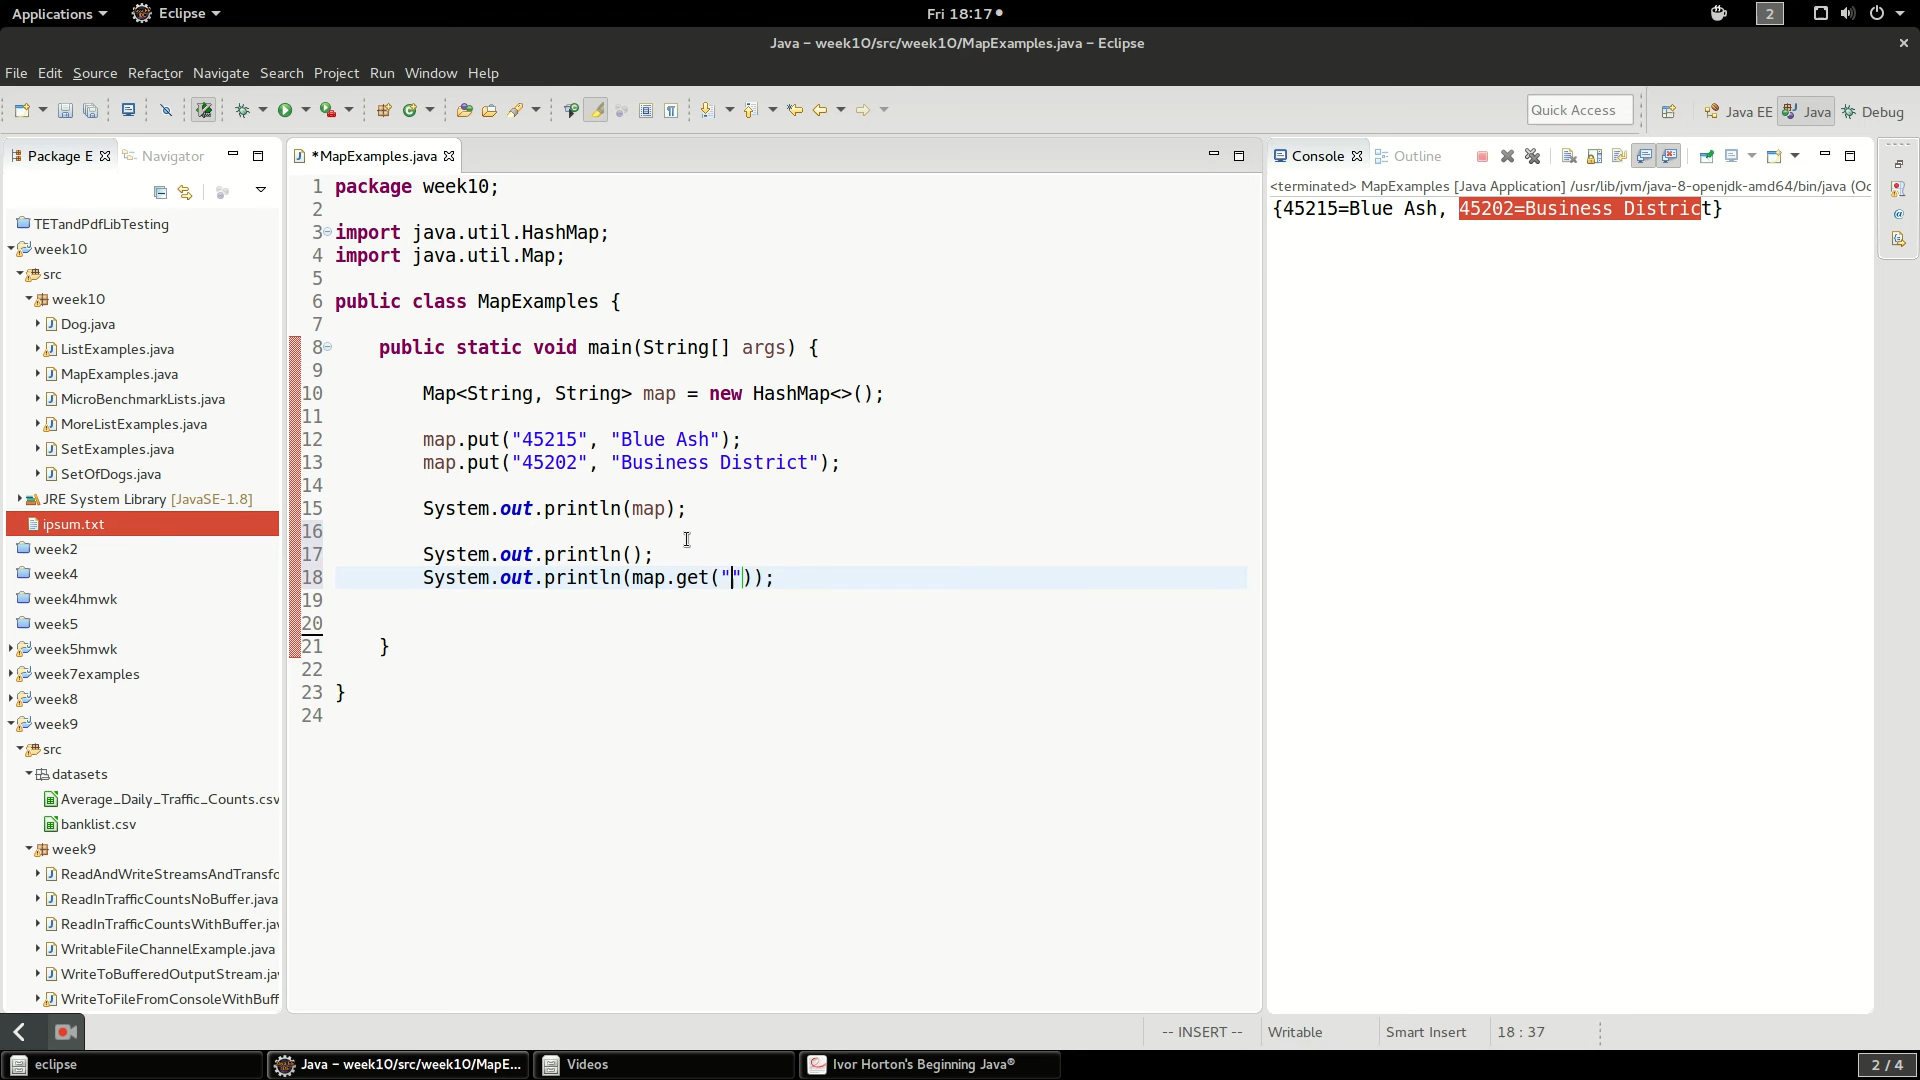 Applications
Eclipse
Fri 18:17
2
Java – week10/src/week10/MapExamples.java – Eclipse
File Edit Source Refactor Navigate Search Project Run Window Help
Quick Access
Java EE
Java
Debug
Package E
Navigator
TETandPdfLibTesting
week10
src
week10
Dog.java
ListExamples.java
MapExamples.java
MicroBenchmarkLists.java
MoreListExamples.java
SetExamples.java
SetOfDogs.java
JRE System Library [JavaSE-1.8]
ipsum.txt
week2
week4
week4hmwk
week5
week5hmwk
week7examples
week8
week9
src
datasets
Average_Daily_Traffic_Counts.csv
banklist.csv
week9
ReadAndWriteStreamsAndTransfo
ReadInTrafficCountsNoBuffer.java
ReadInTrafficCountsWithBuffer.jav
WritableFileChannelExample.java
WriteToBufferedOutputStream.jav
WriteToFileFromConsoleWithBuff
*MapExamples.java
1 package week10;
2
3 import java.util.HashMap;
4 import java.util.Map;
5
6 public class MapExamples {
7
8 public static void main(String[] args) {
9
10 Map<String, String> map = new HashMap<>();
11
12 map.put("45215", "Blue Ash");
13 map.put("45202", "Business District");
14
15 System.out.println(map);
16
17 System.out.println();
18 System.out.println(map.get(""));
19
20
21 }
22
23 }
24
Console
Outline
<terminated> MapExamples [Java Application] /usr/lib/jvm/java-8-openjdk-amd64/bin/java (Oc
{45215=Blue Ash, 45202=Business District}
-- INSERT --
Writable
Smart Insert
18 : 37
eclipse
Java – week10/src/week10/MapE...
Videos
Ivor Horton's Beginning Java®
2 / 4